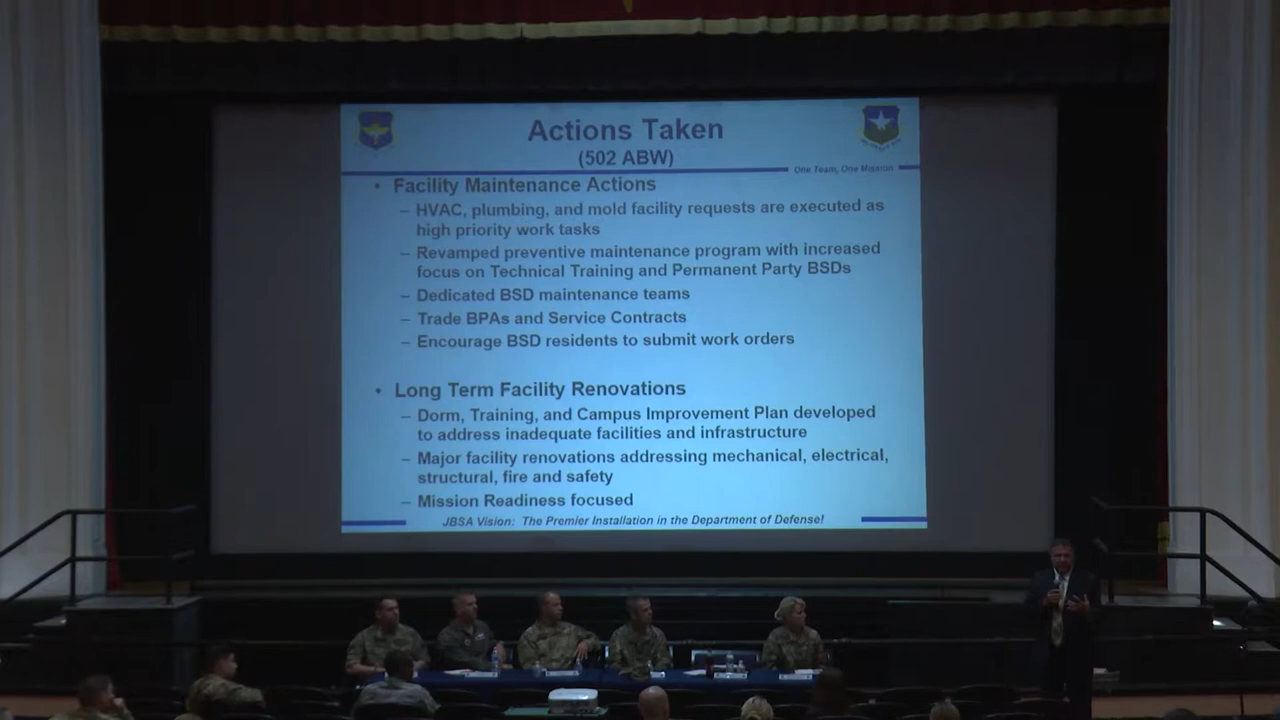 Actions Taken
(502 ABW)
One Team, One Mission
• Facility Maintenance Actions
– HVAC, plumbing, and mold facility requests are executed as
high priority work tasks
– Revamped preventive maintenance program with increased
focus on Technical Training and Permanent Party BSDs
– Dedicated BSD maintenance teams
– Trade BPAs and Service Contracts
– Encourage BSD residents to submit work orders
• Long Term Facility Renovations
– Dorm, Training, and Campus Improvement Plan developed
to address inadequate facilities and infrastructure
– Major facility renovations addressing mechanical, electrical,
structural, fire and safety
– Mission Readiness focused
JBSA Vision: The Premier Installation in the Department of Defense!